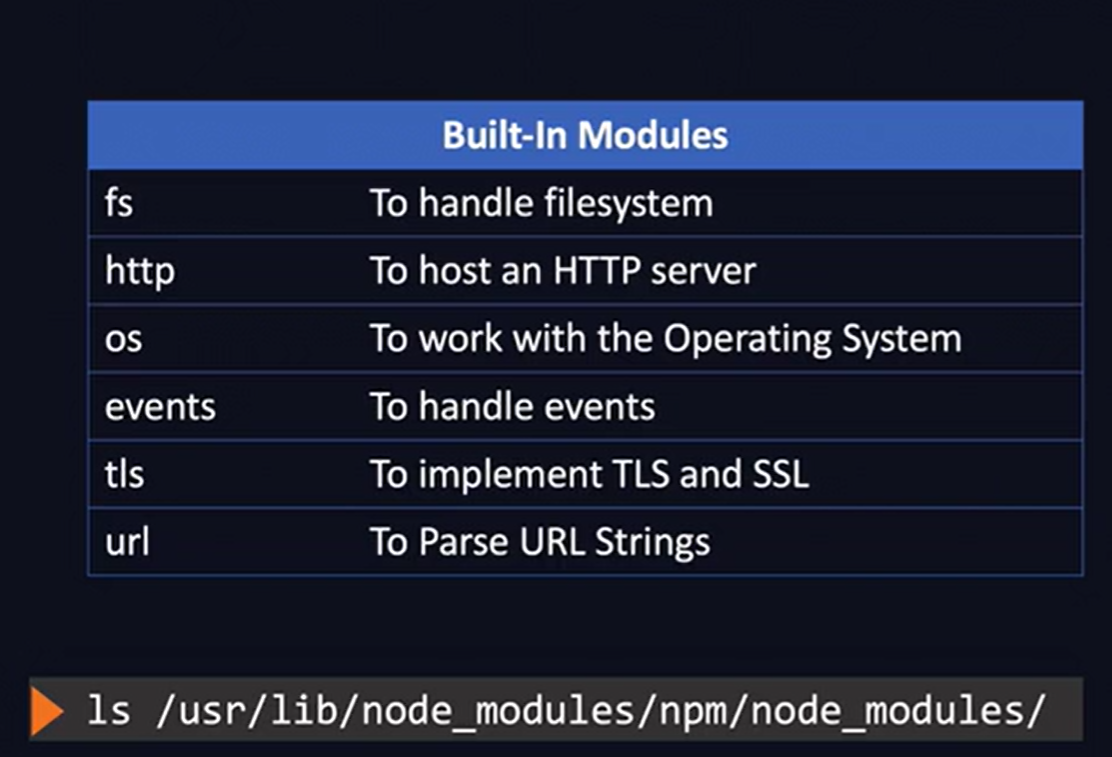 Built-In Modules
fs To handle filesystem
http To host an HTTP server
os To work with the Operating System
events To handle events
tls To implement TLS and SSL
url To Parse URL Strings
ls /usr/lib/node_modules/npm/node_modules/